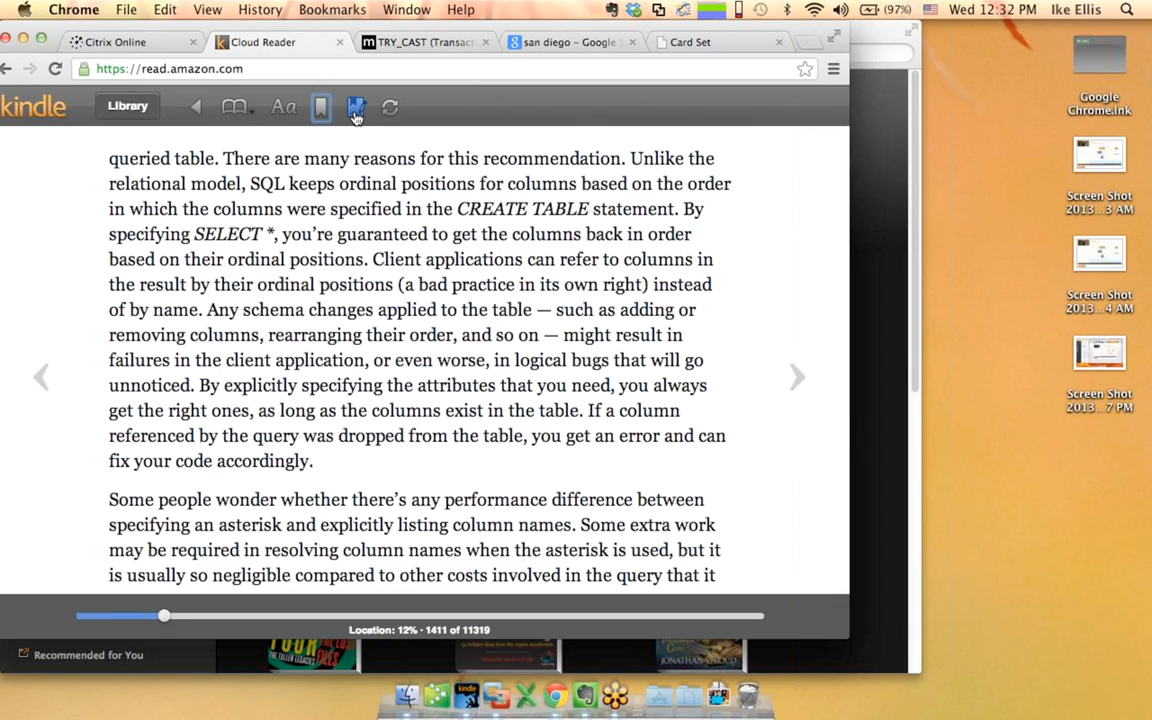 Chrome File Edit View History Bookmarks Window Help (97%) Wed 12:32 PM Ike Ellis
Citrix Online Cloud Reader TRY_CAST (Transact san diego - Google Card Set
https://read.amazon.com
kindle Library Aa
queried table. There are many reasons for this recommendation. Unlike the
relational model, SQL keeps ordinal positions for columns based on the order
in which the columns were specified in the CREATE TABLE statement. By
specifying SELECT *, you’re guaranteed to get the columns back in order
based on their ordinal positions. Client applications can refer to columns in
the result by their ordinal positions (a bad practice in its own right) instead
of by name. Any schema changes applied to the table — such as adding or
removing columns, rearranging their order, and so on — might result in
failures in the client application, or even worse, in logical bugs that will go
unnoticed. By explicitly specifying the attributes that you need, you always
get the right ones, as long as the columns exist in the table. If a column
referenced by the query was dropped from the table, you get an error and can
fix your code accordingly.
Some people wonder whether there’s any performance difference between
specifying an asterisk and explicitly listing column names. Some extra work
may be required in resolving column names when the asterisk is used, but it
is usually so negligible compared to other costs involved in the query that it
Location: 12% · 1411 of 11319
Recommended for You
FOUR
THE FALLEN LEGACIES
FILES
JONATHAN STROUD
Google
Chrome.lnk
Screen Shot
2013...3 AM
Screen Shot
2013...4 AM
Screen Shot
2013...7 PM
kindle